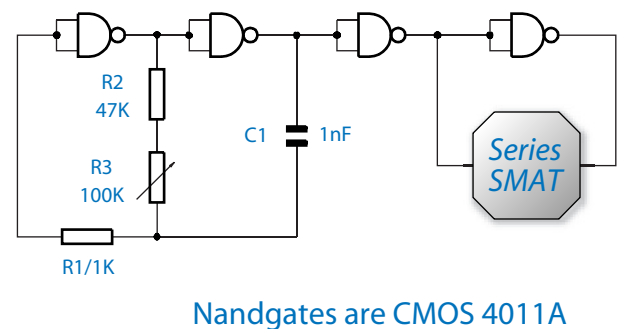 R2
47K
C1
1nF
R3
100K
Series
SMAT
R1/1K
Nandgates are CMOS 4011A